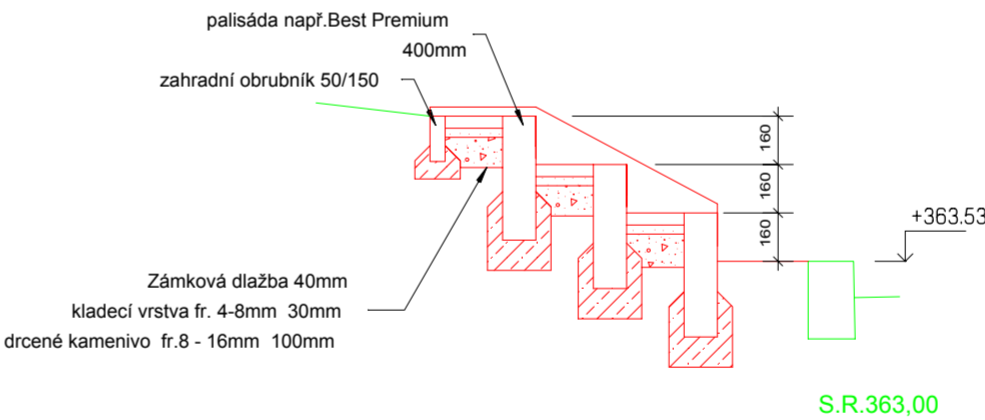 palisáda např.Best Premium
400mm
zahradní obrubník 50/150
160
160
160
+363.53
Zámková dlažba 40mm
kladecí vrstva fr. 4-8mm 30mm
drcené kamenivo fr.8 - 16mm 100mm
S.R.363,00